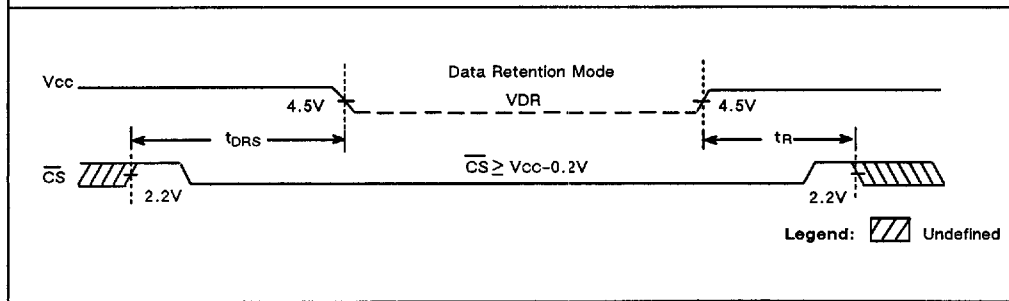 Data Retention Mode
Vcc
4.5V
VDR
4.5V
tDRS
tR
CS
CS ≥ Vcc-0.2V
2.2V
2.2V
Legend: Undefined